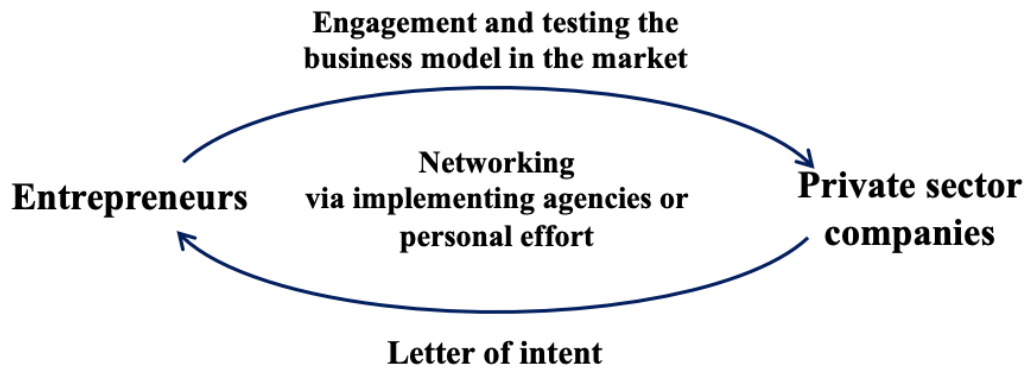 Engagement and testing the
business model in the market
Networking
via implementing agencies or
personal effort
Entrepreneurs
Private sector
companies
Letter of intent